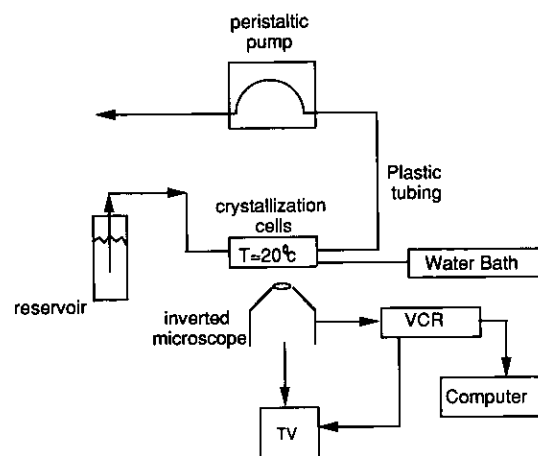 peristaltic
pump
Plastic
tubing
crystallization
cells
T=20°C
Water Bath
reservoir
inverted
microscope
VCR
Computer
TV